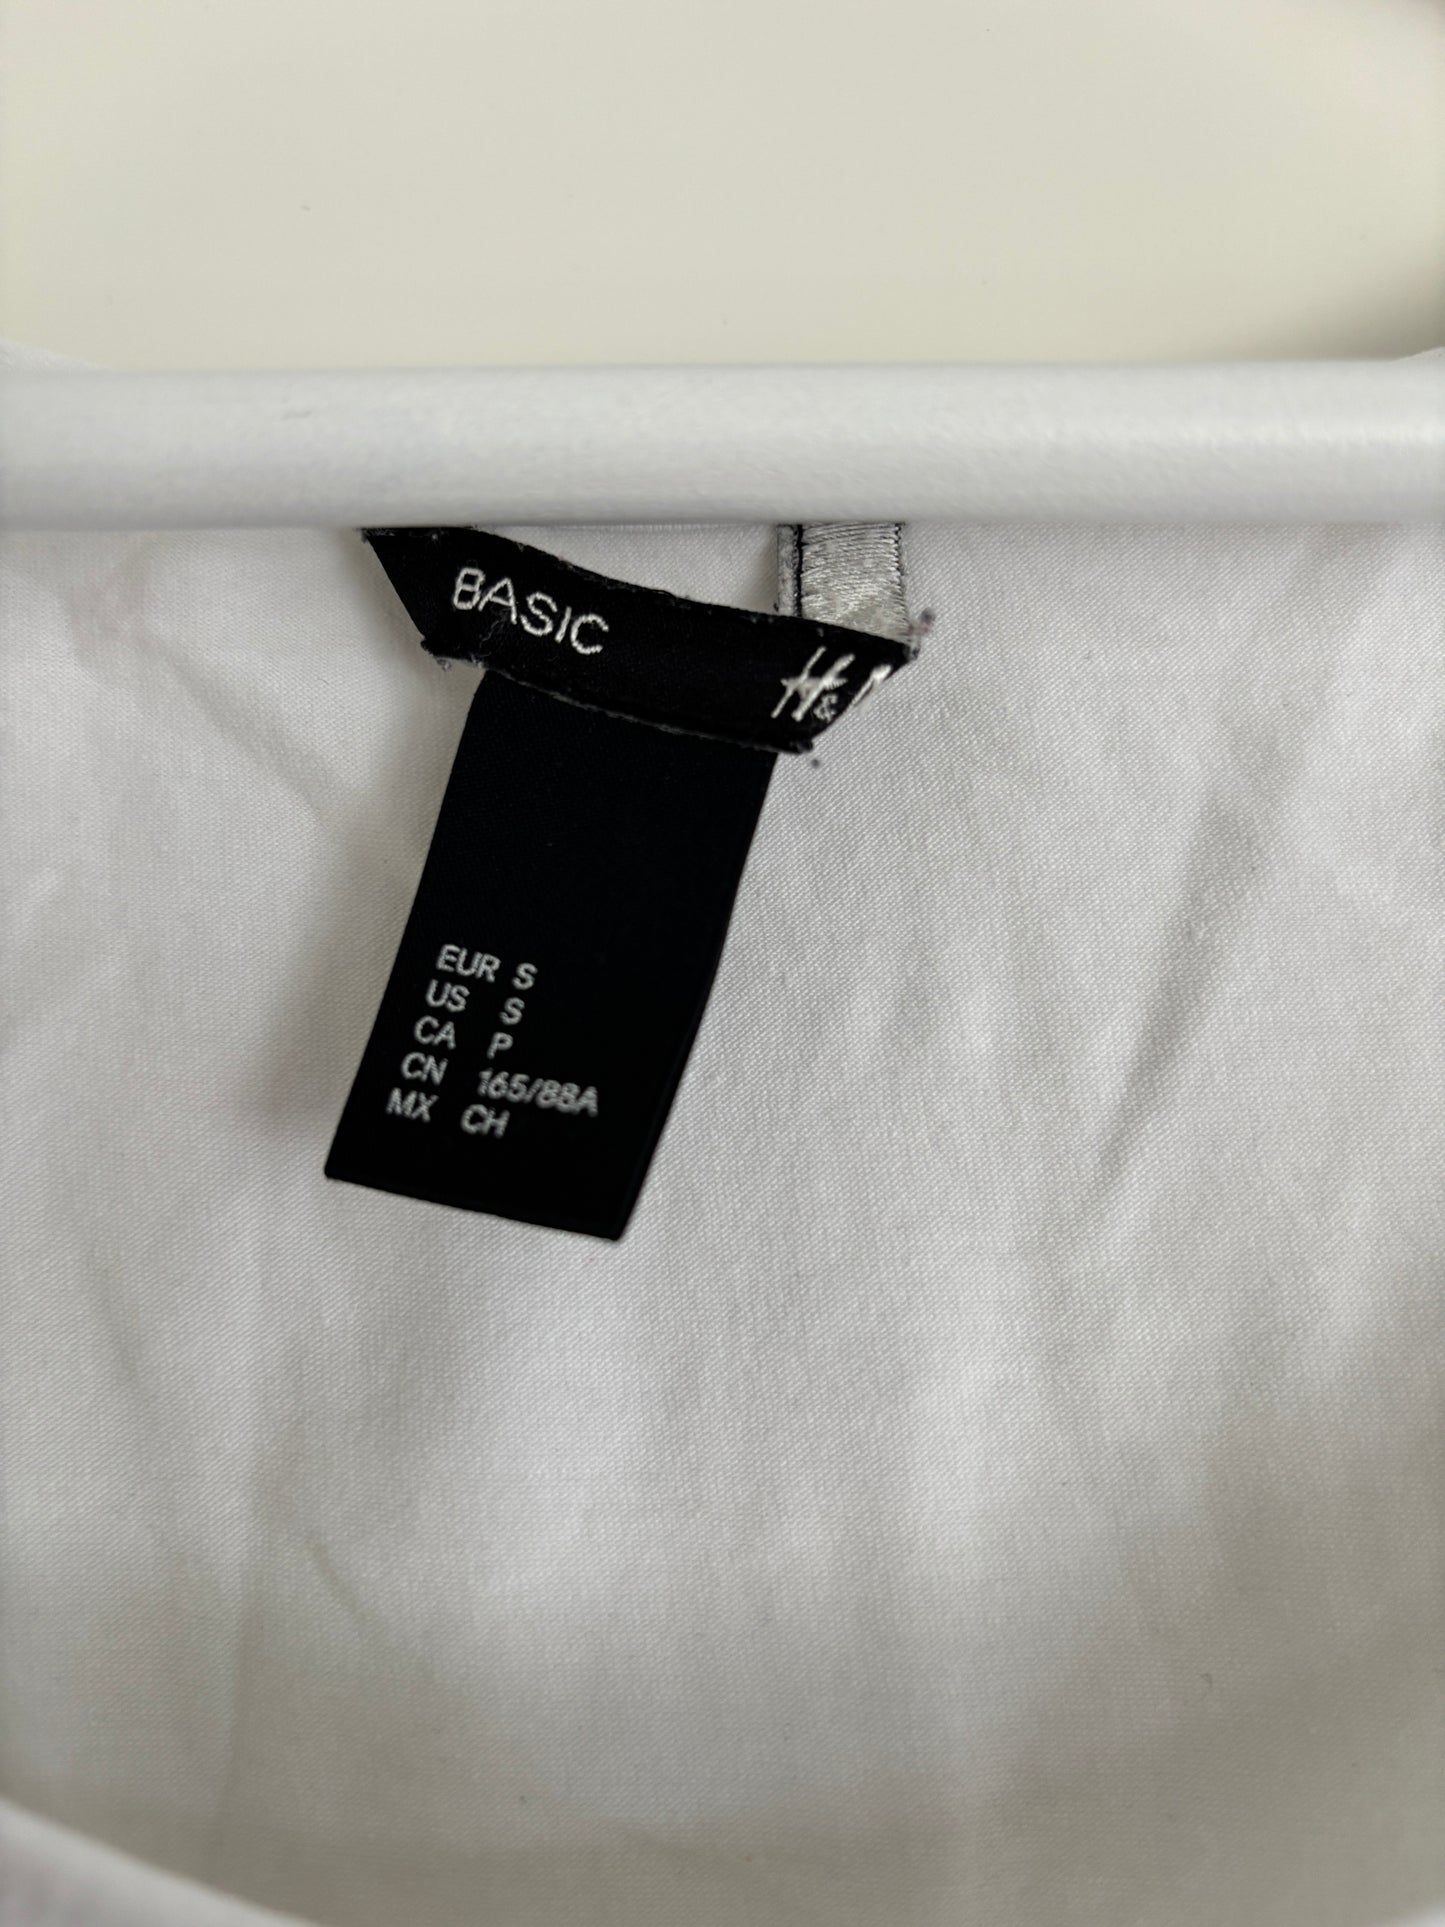 BASIC
H&
EUR S
US S
CA P
CN 165/88A
MX CH